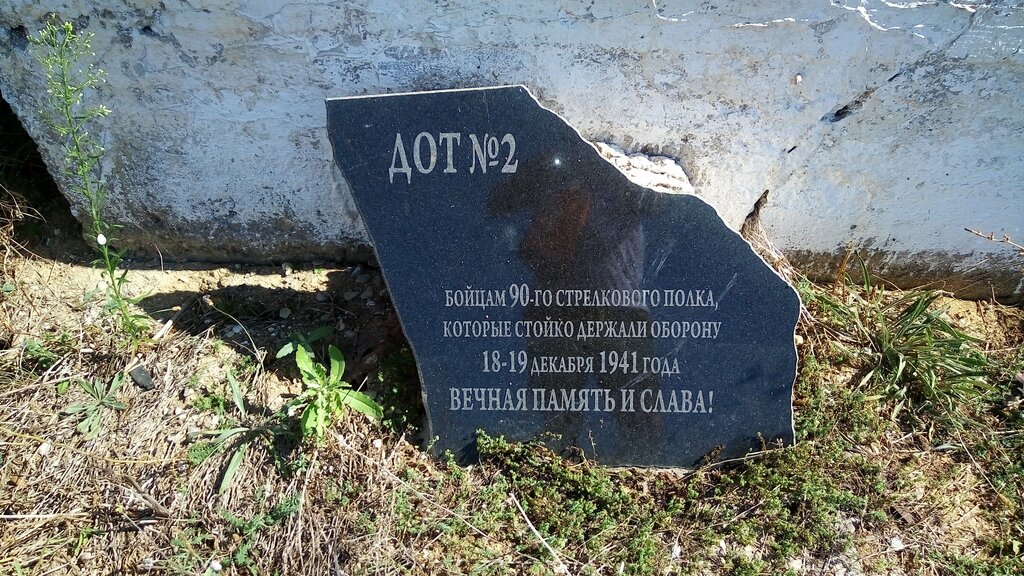 ДОТ №2
БОЙЦАМ 90-ГО СТРЕЛКОВОГО ПОЛКА,
КОТОРЫЕ СТОЙКО ДЕРЖАЛИ ОБОРОНУ
18-19 ДЕКАБРЯ 1941 ГОДА
ВЕЧНАЯ ПАМЯТЬ И СЛАВА!